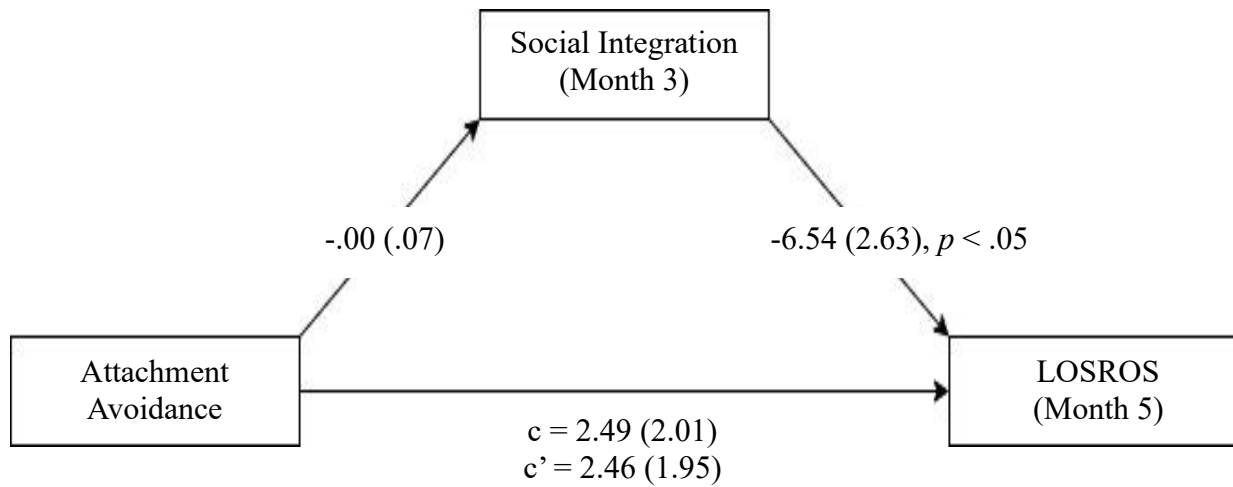 Social Integration
(Month 3)
-.00 (.07)
-6.54 (2.63), p < .05
Attachment
Avoidance
LOSROS
(Month 5)
c = 2.49 (2.01)
c’ = 2.46 (1.95)